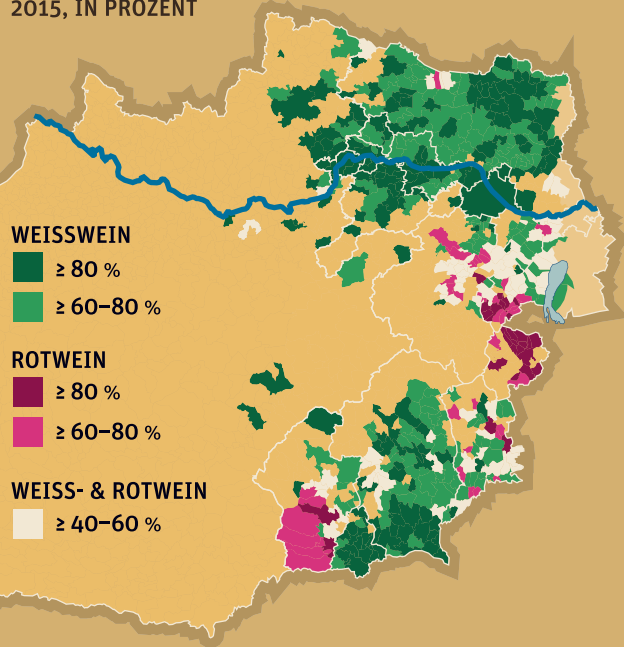 2015, IN PROZENT
WEISSWEIN
≥ 80 %
≥ 60–80 %
ROTWEIN
≥ 80 %
≥ 60–80 %
WEISS- & ROTWEIN
≥ 40–60 %